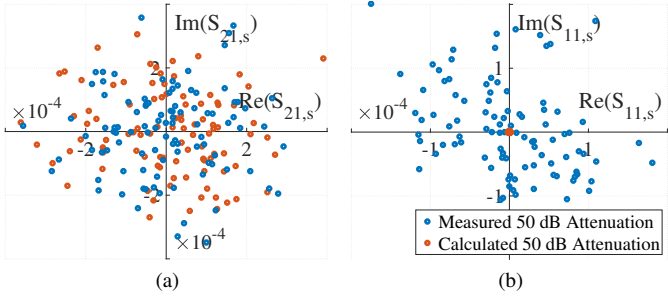 Im(S21,s)
2
×10-4
Re(S21,s)
-2
2
-2
×10-4
(a)
Im(S11,s)
1
×10-4
Re(S11,s)
-1
1
-1
Measured 50 dB Attenuation
Calculated 50 dB Attenuation
(b)